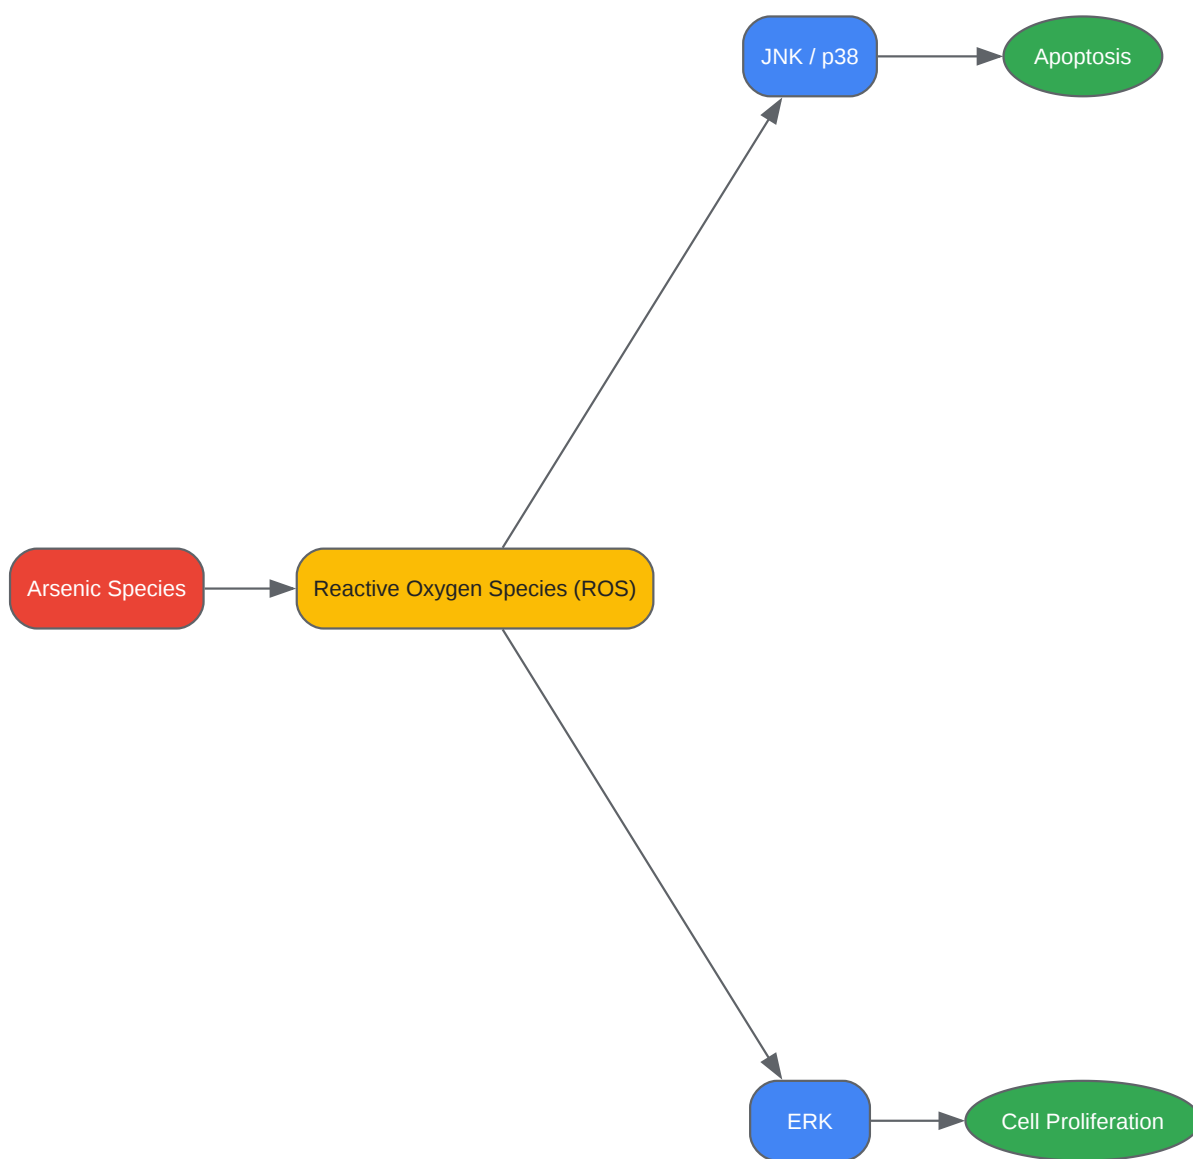 JNK / p38
Apoptosis
Arsenic Species
Reactive Oxygen Species (ROS)
ERK
Cell Proliferation